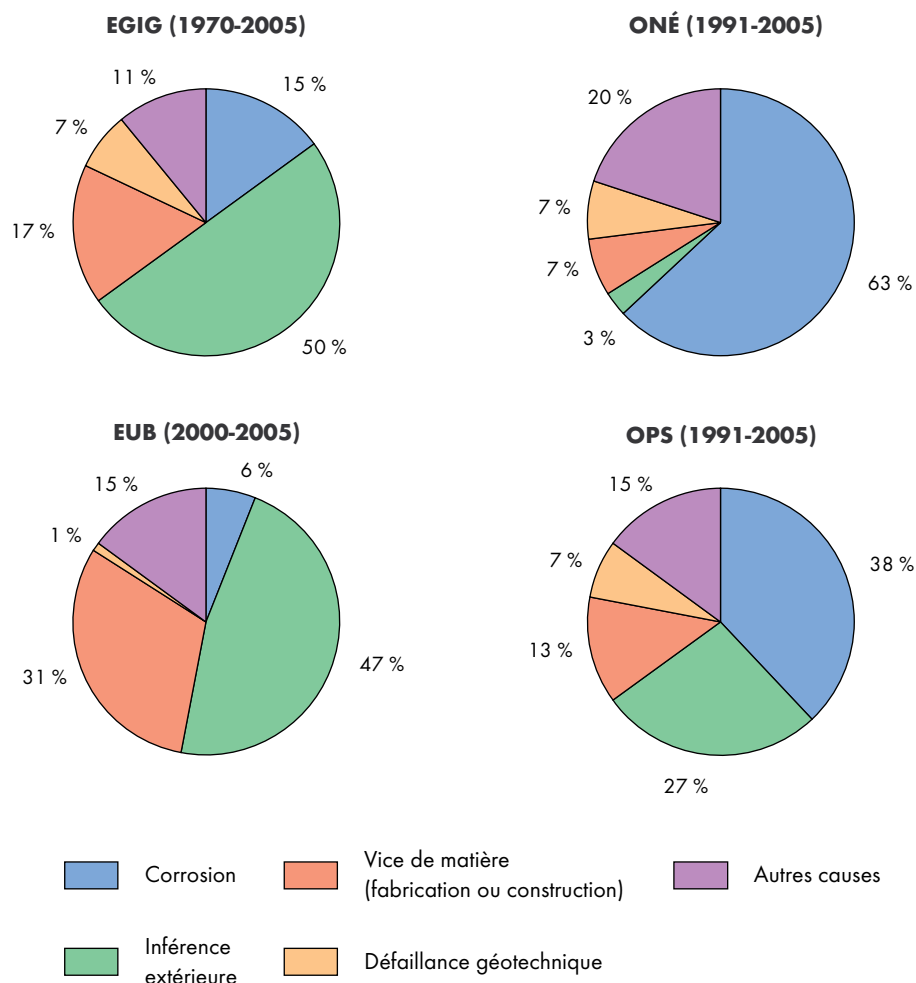 EGIG (1970-2005)
11 %
15 %
7 %
17 %
50 %
ONÉ (1991-2005)
20 %
7 %
7 %
3 %
63 %
EUB (2000-2005)
6 %
15 %
1 %
31 %
47 %
OPS (1991-2005)
15 %
7 %
13 %
38 %
27 %
Corrosion
Vice de matière
(fabrication ou construction)
Autres causes
Inférence
extérieure
Défaillance géotechnique